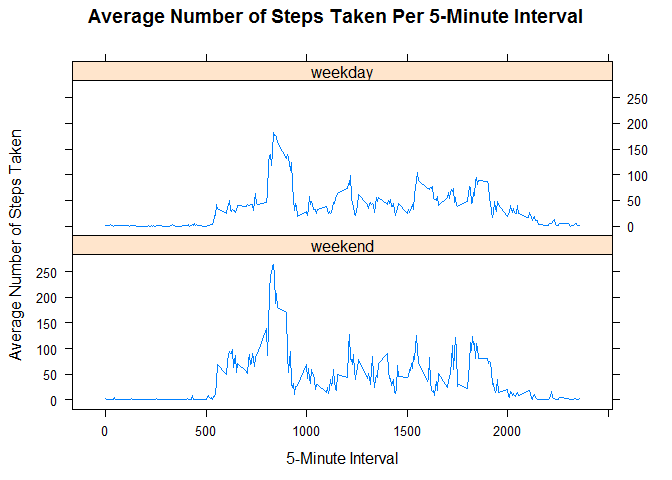 Average Number of Steps Taken Per 5-Minute Interval
weekday
250
200
150
100
50
0
weekend
250
200
150
100
50
0
Average Number of Steps Taken
0 500 1000 1500 2000
5-Minute Interval